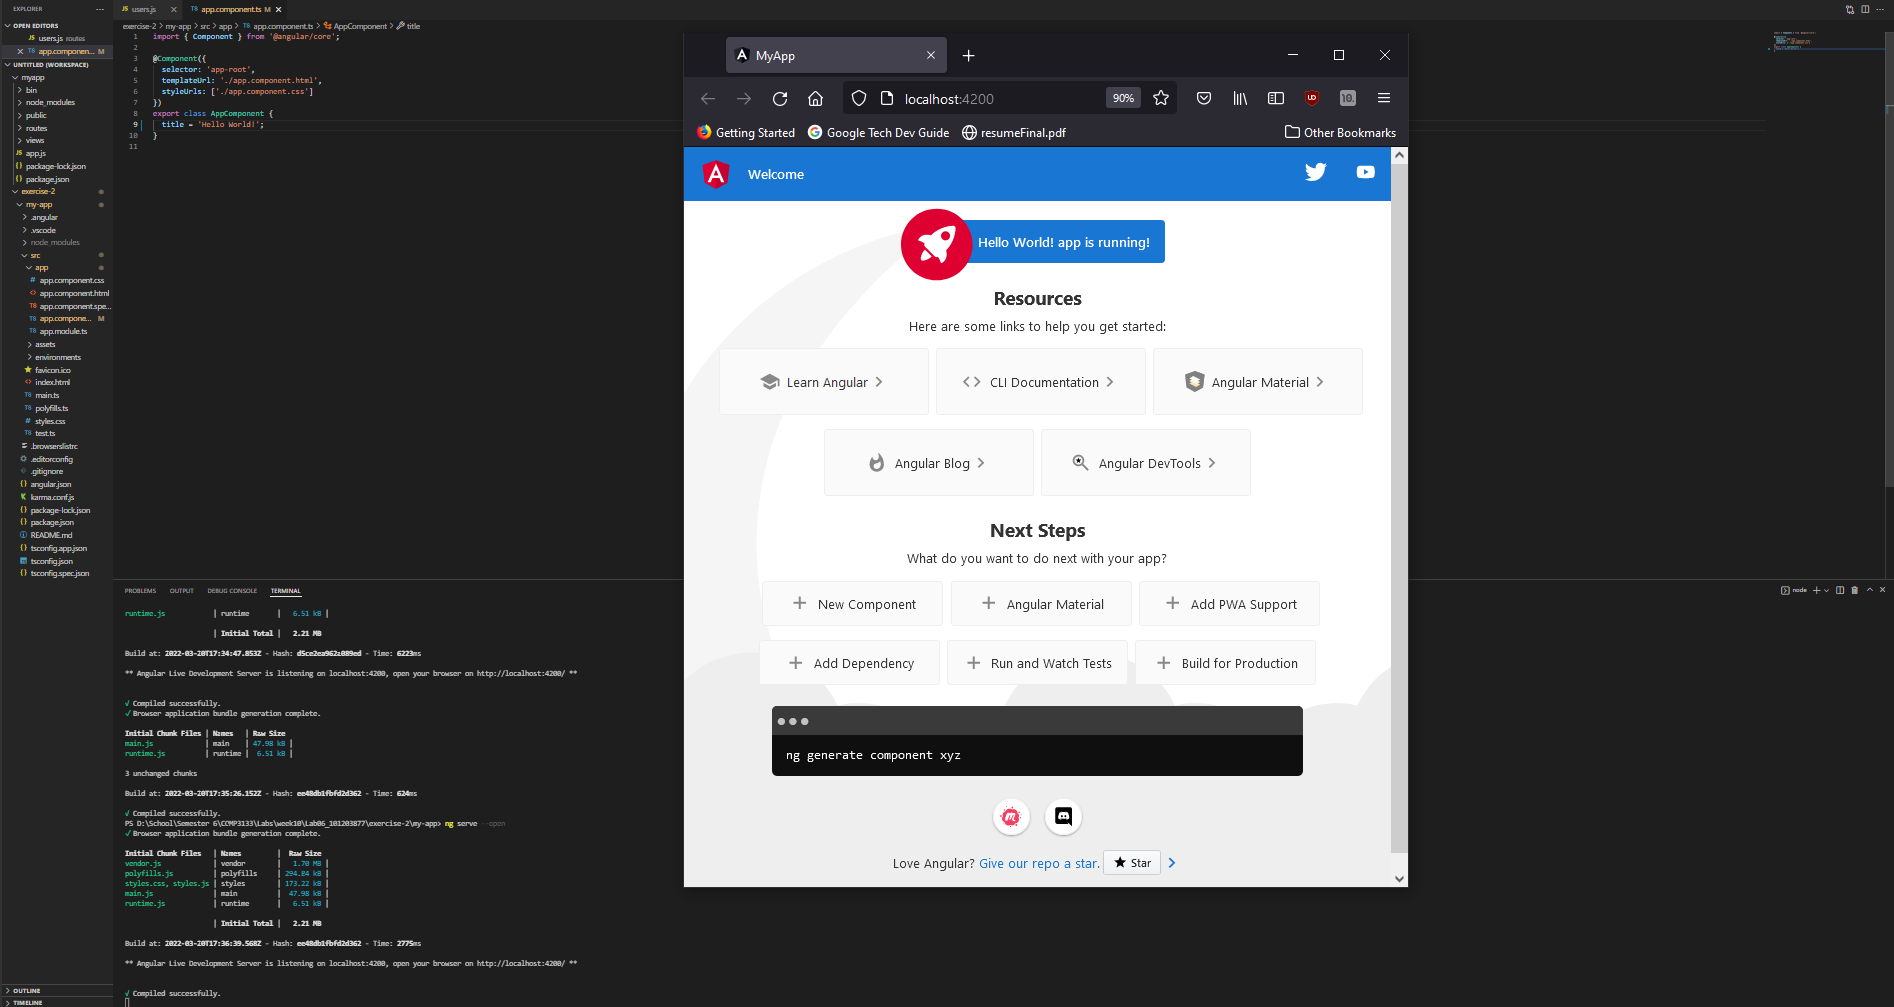 EXPLORER
OPEN EDITORS
users.js routes
app.componen... M
UNTITLED (WORKSPACE)
myapp
bin
node_modules
public
routes
views
app.js
package-lock.json
package.json
exercise-2
my-app
.angular
.vscode
node_modules
src
app
app.component.css
app.component.html
app.component.spe...
app.compone... M
app.module.ts
assets
environments
favicon.ico
index.html
main.ts
polyfills.ts
styles.css
test.ts
.browserslistrc
.editorconfig
.gitignore
angular.json
karma.conf.js
package-lock.json
package.json
README.md
tsconfig.app.json
tsconfig.json
tsconfig.spec.json
OUTLINE
TIMELINE
users.js
app.component.ts M
exercise-2 > my-app > src > app > app.component.ts > AppComponent > title
1 import { Component } from '@angular/core';
2
3 @Component({
4 selector: 'app-root',
5 templateUrl: './app.component.html',
6 styleUrls: ['./app.component.css']
7 })
8 export class AppComponent {
9 title = 'Hello World!';
10 }
11
PROBLEMS OUTPUT DEBUG CONSOLE TERMINAL
node
runtime.js | runtime | 6.51 kB |
| Initial Total | 2.21 MB
Build at: 2022-03-20T17:34:47.853Z - Hash: d5ce2ea962a089ed - Time: 6223ms
** Angular Live Development Server is listening on localhost:4200, open your browser on http://localhost:4200/ **
√ Compiled successfully.
√ Browser application bundle generation complete.
Initial Chunk Files | Names | Raw Size
main.js | main | 47.98 kB |
runtime.js | runtime | 6.51 kB |
3 unchanged chunks
Build at: 2022-03-20T17:35:26.152Z - Hash: ee48db1fbfd2d362 - Time: 624ms
√ Compiled successfully.
PS D:\School\Semester 6\COMP3133\Labs\week10\Lab06_101203877\exercise-2\my-app> ng serve --open
√ Browser application bundle generation complete.
Initial Chunk Files | Names | Raw Size
vendor.js | vendor | 1.70 MB |
polyfills.js | polyfills | 294.84 kB |
styles.css, styles.js | styles | 173.22 kB |
main.js | main | 47.98 kB |
runtime.js | runtime | 6.51 kB |
| Initial Total | 2.21 MB
Build at: 2022-03-20T17:36:39.568Z - Hash: ee48db1fbfd2d362 - Time: 2775ms
** Angular Live Development Server is listening on localhost:4200, open your browser on http://localhost:4200/ **
√ Compiled successfully.
MyApp
localhost:4200
90%
Getting Started
Google Tech Dev Guide
resumeFinal.pdf
Other Bookmarks
Welcome
Hello World! app is running!
Resources
Here are some links to help you get started:
Learn Angular
CLI Documentation
Angular Material
Angular Blog
Angular DevTools
Next Steps
What do you want to do next with your app?
New Component
Angular Material
Add PWA Support
Add Dependency
Run and Watch Tests
Build for Production
ng generate component xyz
Love Angular? Give our repo a star. Star